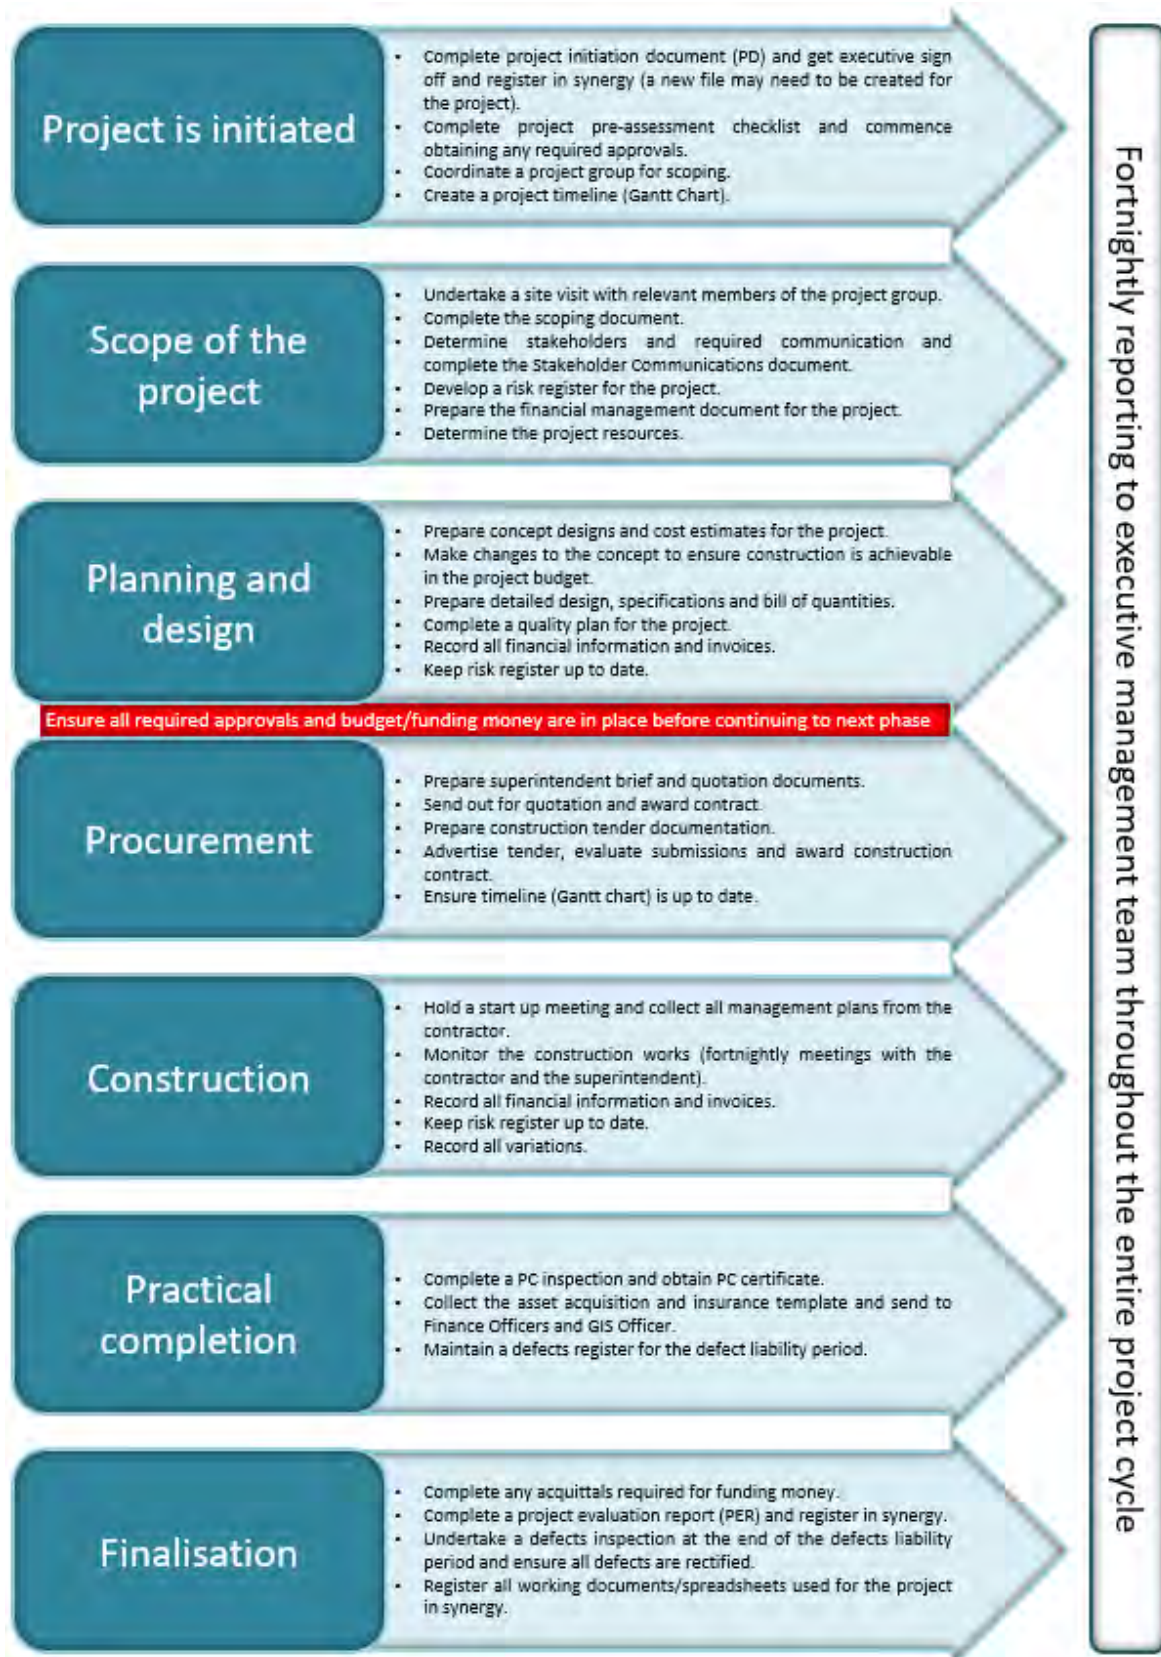 Project is initiated
• Complete project initiation document (PD) and get executive sign
off and register in synergy (a new file may need to be created for
the project).
• Complete project pre-assessment checklist and commence
obtaining any required approvals.
• Coordinate a project group for scoping.
• Create a project timeline (Gantt Chart).
Scope of the
project
• Undertake a site visit with relevant members of the project group.
• Complete the scoping document.
• Determine stakeholders and required communication and
complete the Stakeholder Communications document.
• Develop a risk register for the project.
• Prepare the financial management document for the project.
• Determine the project resources.
Planning and
design
• Prepare concept designs and cost estimates for the project.
• Make changes to the concept to ensure construction is achievable
in the project budget.
• Prepare detailed design, specifications and bill of quantities.
• Complete a quality plan for the project.
• Record all financial information and invoices.
• Keep risk register up to date.
Ensure all required approvals and budget/funding money are in place before continuing to next phase
Procurement
• Prepare superintendent brief and quotation documents.
• Send out for quotation and award contract.
• Prepare construction tender documentation.
• Advertise tender, evaluate submissions and award construction
contract.
• Ensure timeline (Gantt chart) is up to date.
Construction
• Hold a start up meeting and collect all management plans from the
contractor.
• Monitor the construction works (fortnightly meetings with the
contractor and the superintendent).
• Record all financial information and invoices.
• Keep risk register up to date.
• Record all variations.
Practical
completion
• Complete a PC inspection and obtain PC certificate.
• Collect the asset acquisition and insurance template and send to
Finance Officers and GIS Officer.
• Maintain a defects register for the defect liability period.
Finalisation
• Complete any acquittals required for funding money.
• Complete a project evaluation report (PER) and register in synergy.
• Undertake a defects inspection at the end of the defects liability
period and ensure all defects are rectified.
• Register all working documents/spreadsheets used for the project
in synergy.
Fortnightly reporting to executive management team throughout the entire project cycle